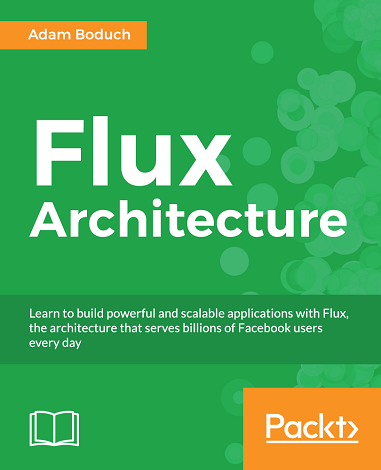 Adam Boduch
Flux
Architecture
Learn to build powerful and scalable applications with Flux,
the architecture that serves billions of Facebook users
every day
Packt>